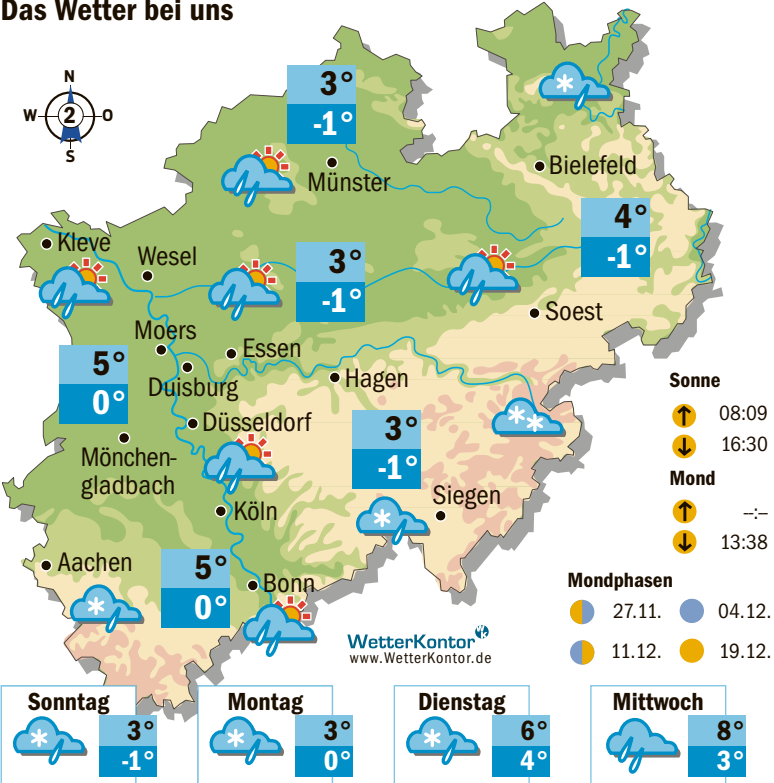 Das Wetter bei uns
N
W 2 O
S
3°
-1°
Münster
Bielefeld
4°
-1°
Kleve
Wesel
3°
-1°
Soest
Moers
Essen
5°
0°
Duisburg
Hagen
Düsseldorf
3°
-1°
Mönchen-
gladbach
Siegen
Köln
Aachen
5°
0°
Bonn
Sonne
↑ 08:09
↓ 16:30
Mond
↑ --:--
↓ 13:38
Mondphasen
27.11. 04.12.
11.12. 19.12.
WetterKontor
www.WetterKontor.de
Sonntag
3°
-1°
Montag
3°
0°
Dienstag
6°
4°
Mittwoch
8°
3°